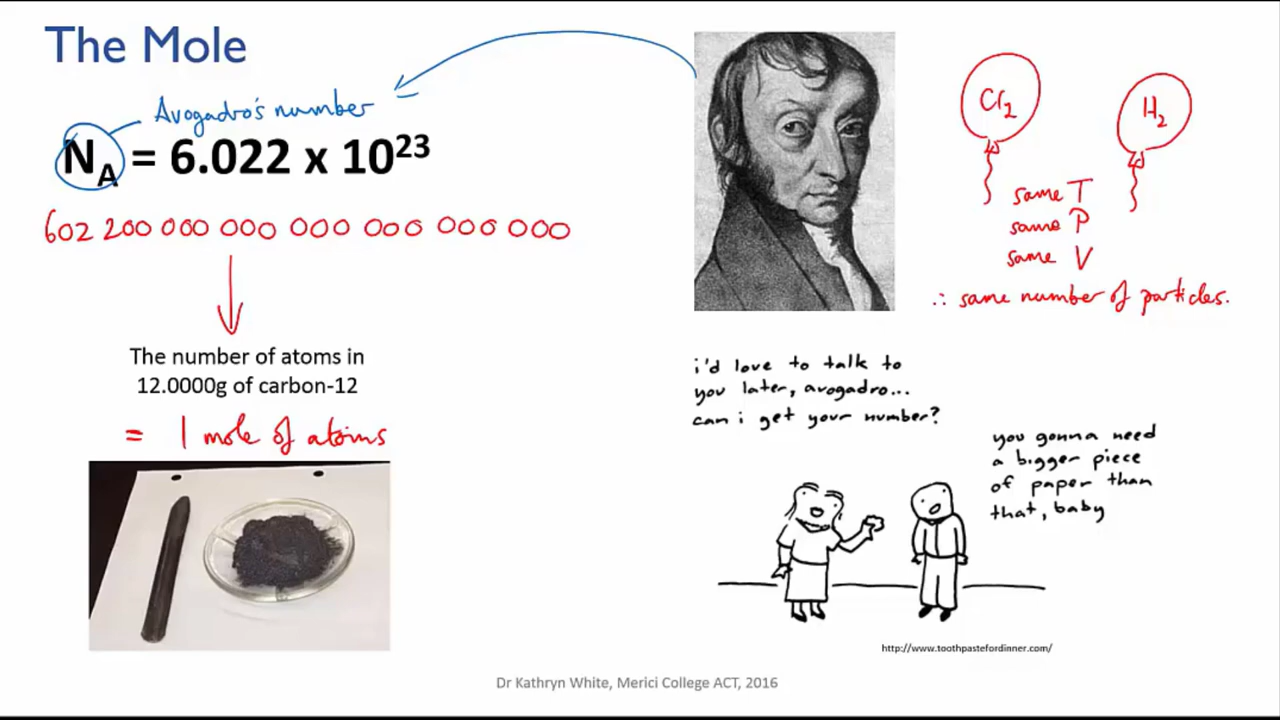 The Mole
Avogadro's number
N_A = 6.022 x 10^23
602 200 000 000 000 000 000 000
The number of atoms in
12.0000g of carbon-12
= 1 mole of atoms
Cl₂
H₂
same T
same P
same V
∴ same number of particles.
i'd love to talk to
you later, avogadro...
can i get your number?
you gonna need
a bigger piece
of paper than
that, baby
http://www.toothpastefordinner.com/
Dr Kathryn White, Merici College ACT, 2016